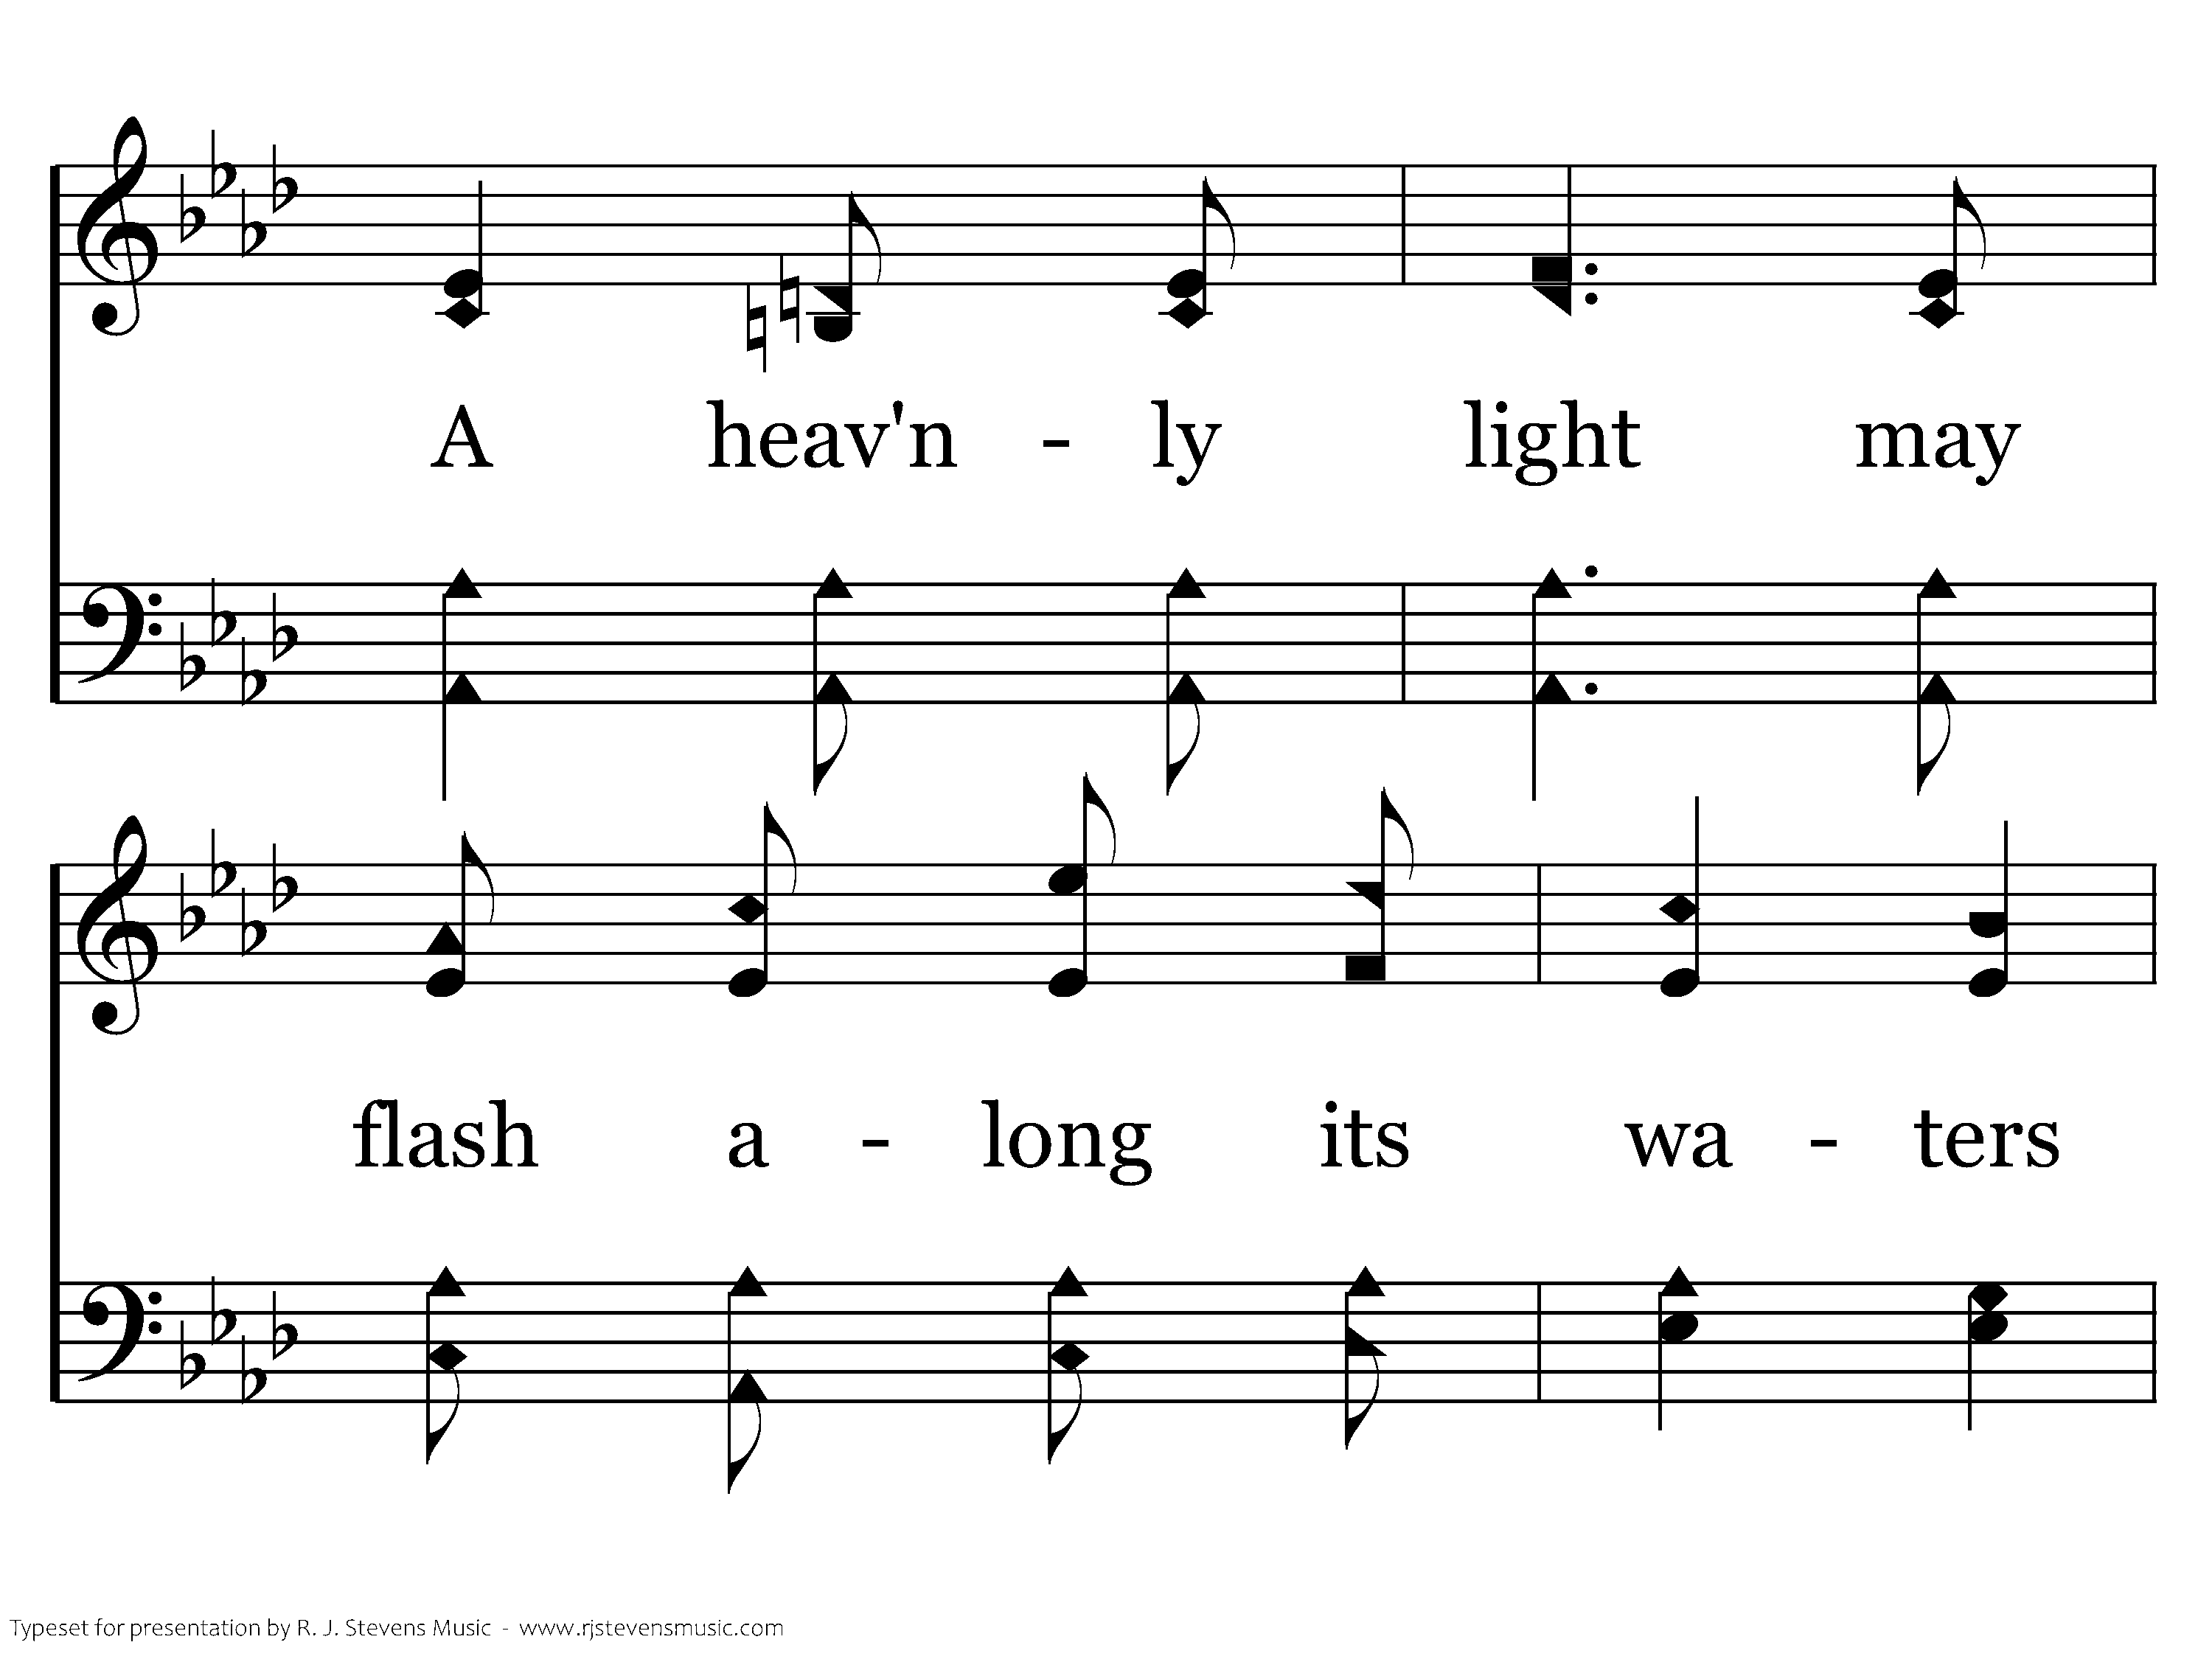 A heav'n - ly light may
flash a - long its wa - ters
Typeset for presentation by R. J. Stevens Music - www.rjstevensmusic.com